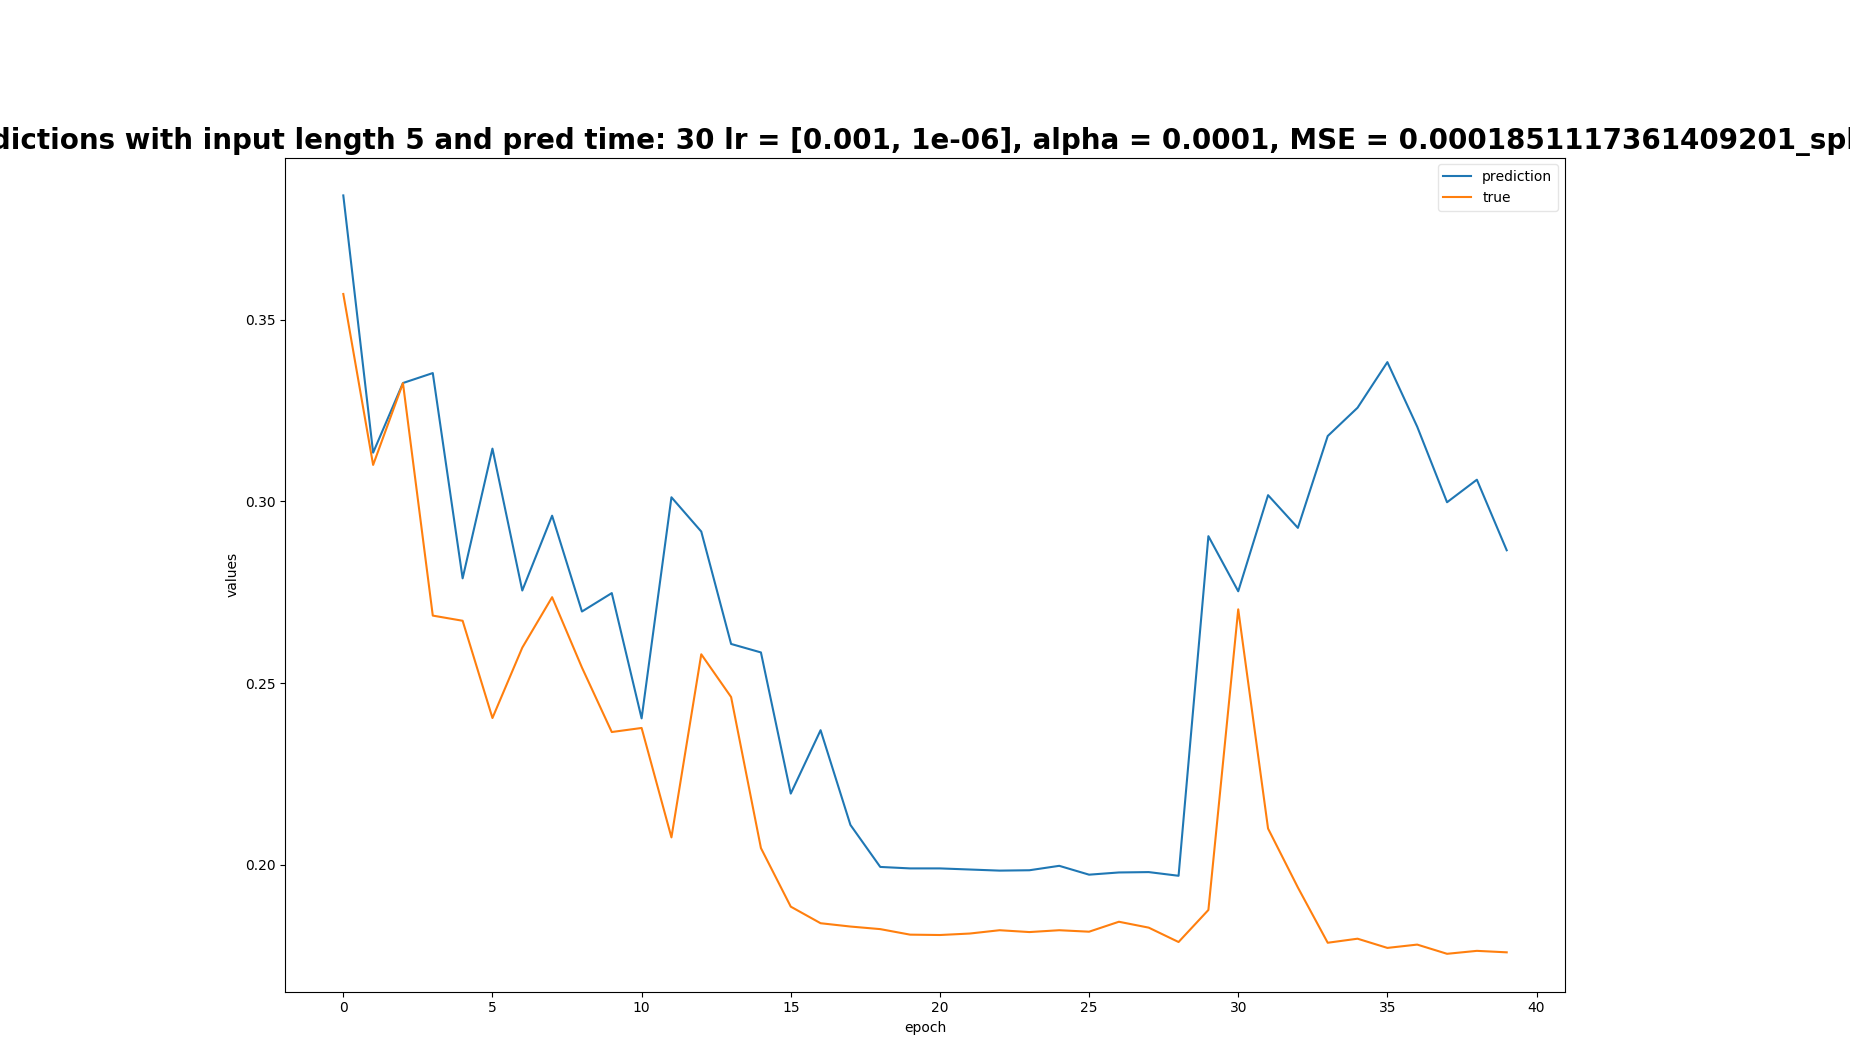 dictions with input length 5 and pred time: 30 lr = [0.001, 1e-06], alpha = 0.0001, MSE = 0.0001851117361409201_spl
prediction
true
0.35
0.30
0.25
0.20
values
0 5 10 15 20 25 30 35 40
epoch